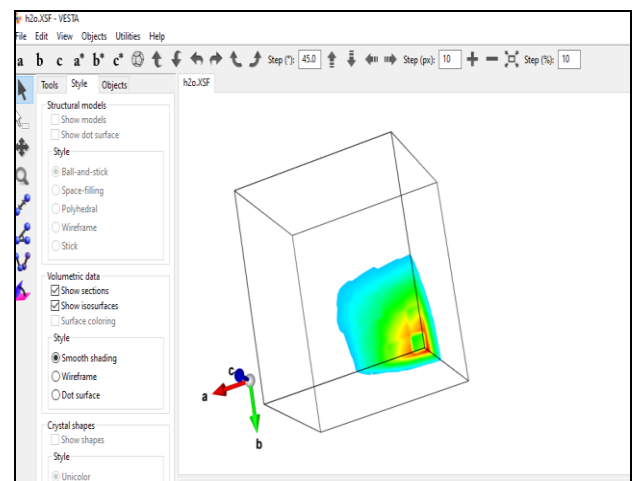 h2o.XSF - VESTA
File Edit View Objects Utilities Help
a b c a* b* c* Step (°): 45.0 Step (px): 10 Step (%): 10
Tools Style Objects
h2o.XSF
Structural models
Show models
Show dot surface
Style
Ball-and-stick
Space-filling
Polyhedral
Wireframe
Stick
Volumetric data
Show sections
Show isosurfaces
Surface coloring
Style
Smooth shading
Wireframe
Dot surface
Crystal shapes
Show shapes
Style
Unicolor
c
a
b